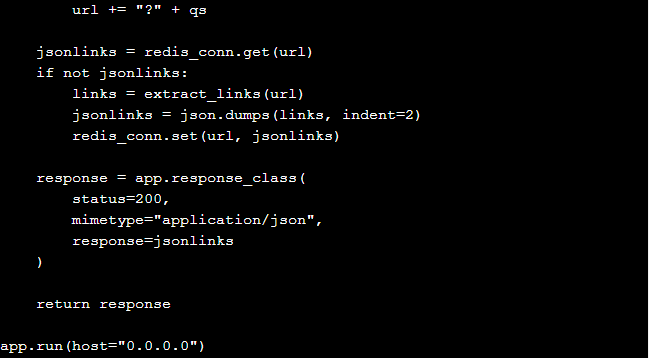 url += "?" + qs

    jsonlinks = redis_conn.get(url)
    if not jsonlinks:
        links = extract_links(url)
        jsonlinks = json.dumps(links, indent=2)
        redis_conn.set(url, jsonlinks)

    response = app.response_class(
        status=200,
        mimetype="application/json",
        response=jsonlinks
    )

    return response

app.run(host="0.0.0.0")